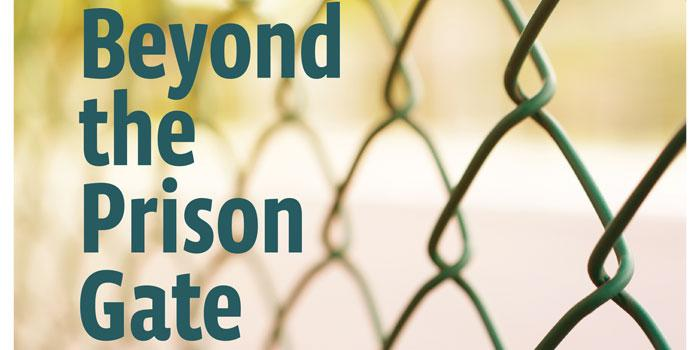 Beyond
the
Prison
Gate